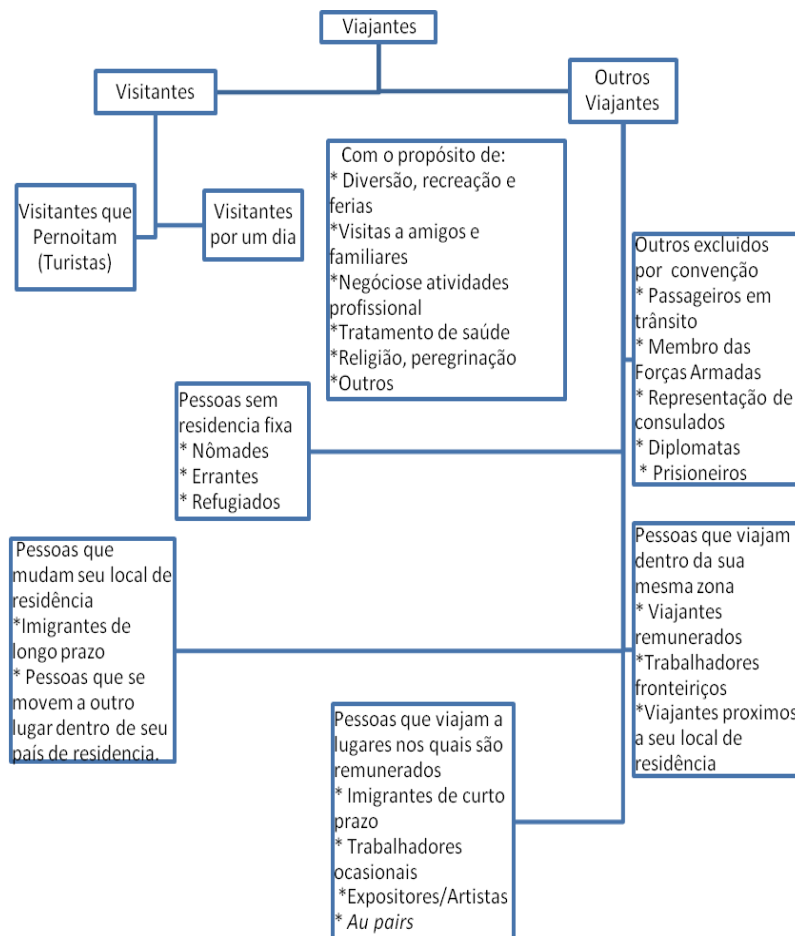 Viajantes
Visitantes
Outros
Viajantes
Visitantes que
Pernoitam
(Turistas)
Visitantes
por um dia
Com o propósito de:
* Diversão, recreação e
ferias
*Visitas a amigos e
familiares
*Negóciose atividades
profissional
*Tratamento de saúde
*Religião, peregrinação
*Outros
Outros excluidos
por convenção
* Passageiros em
trânsito
* Membro das
Forças Armadas
* Representação de
consulados
* Diplomatas
* Prisioneiros
Pessoas sem
residencia fixa
* Nômades
* Errantes
* Refugiados
Pessoas que
mudam seu local de
residência
*Imigrantes de
longo prazo
* Pessoas que se
movem a outro
lugar dentro de seu
país de residencia.
Pessoas que viajam
dentro da sua
mesma zona
* Viajantes
remunerados
*Trabalhadores
fronteiriços
*Viajantes proximos
a seu local de
residência
Pessoas que viajam a
lugares nos quais são
remunerados
* Imigrantes de curto
prazo
* Trabalhadores
ocasionais
*Expositores/Artistas
* Au pairs